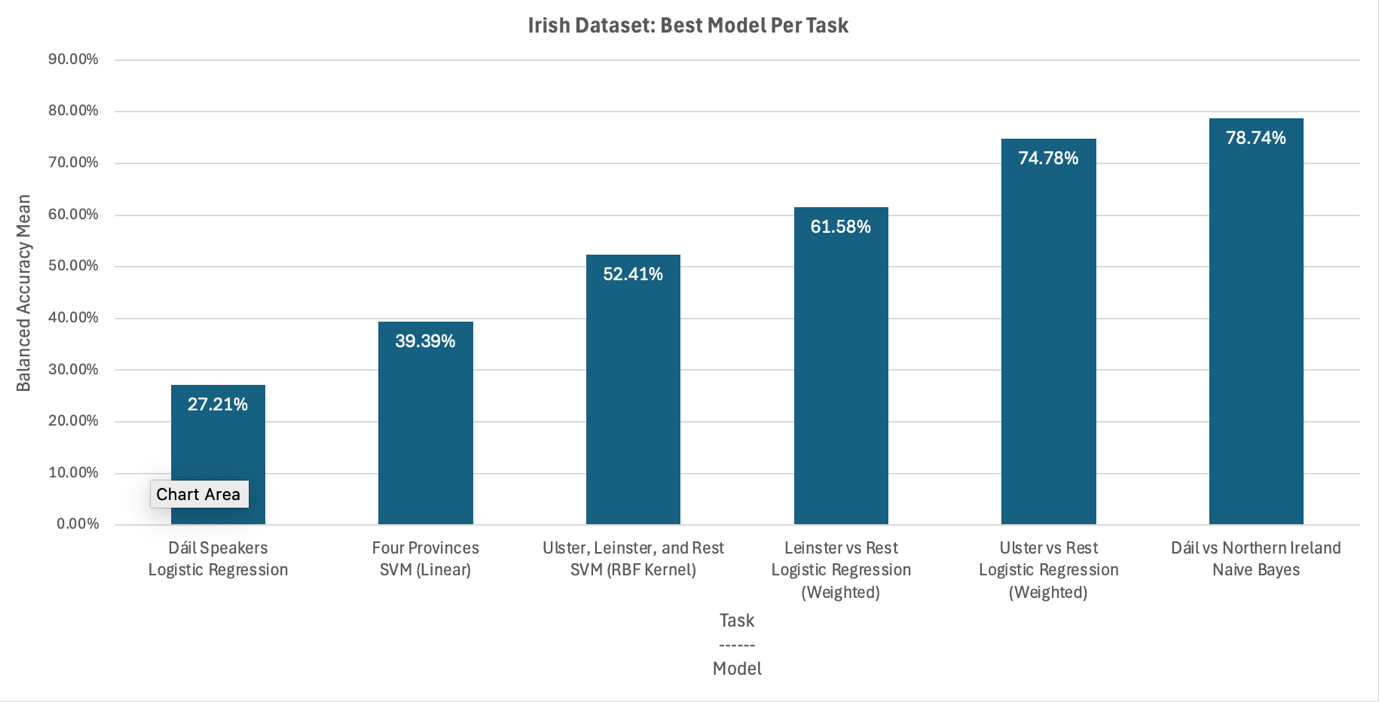 Irish Dataset: Best Model Per Task
Balanced Accuracy Mean
90.00%
80.00%
70.00%
60.00%
50.00%
40.00%
30.00%
20.00%
10.00%
0.00%
27.21%
39.39%
52.41%
61.58%
74.78%
78.74%
Chart Area
Dáil Speakers
Logistic Regression
Four Provinces
SVM (Linear)
Ulster, Leinster, and Rest
SVM (RBF Kernel)
Leinster vs Rest
Logistic Regression
(Weighted)
Ulster vs Rest
Logistic Regression
(Weighted)
Dáil vs Northern Ireland
Naive Bayes
Task
------
Model